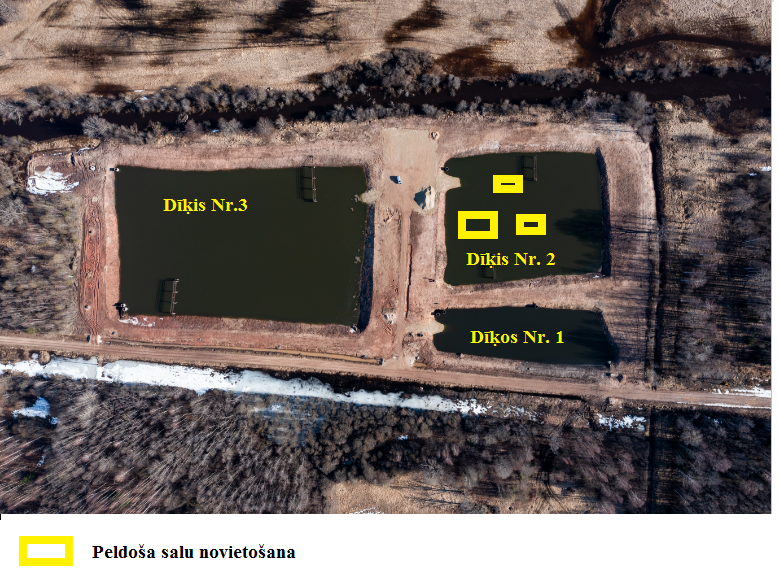 Dīķis Nr.3
Dīķis Nr. 2
Dīķos Nr. 1
Peldoša salu novietošana